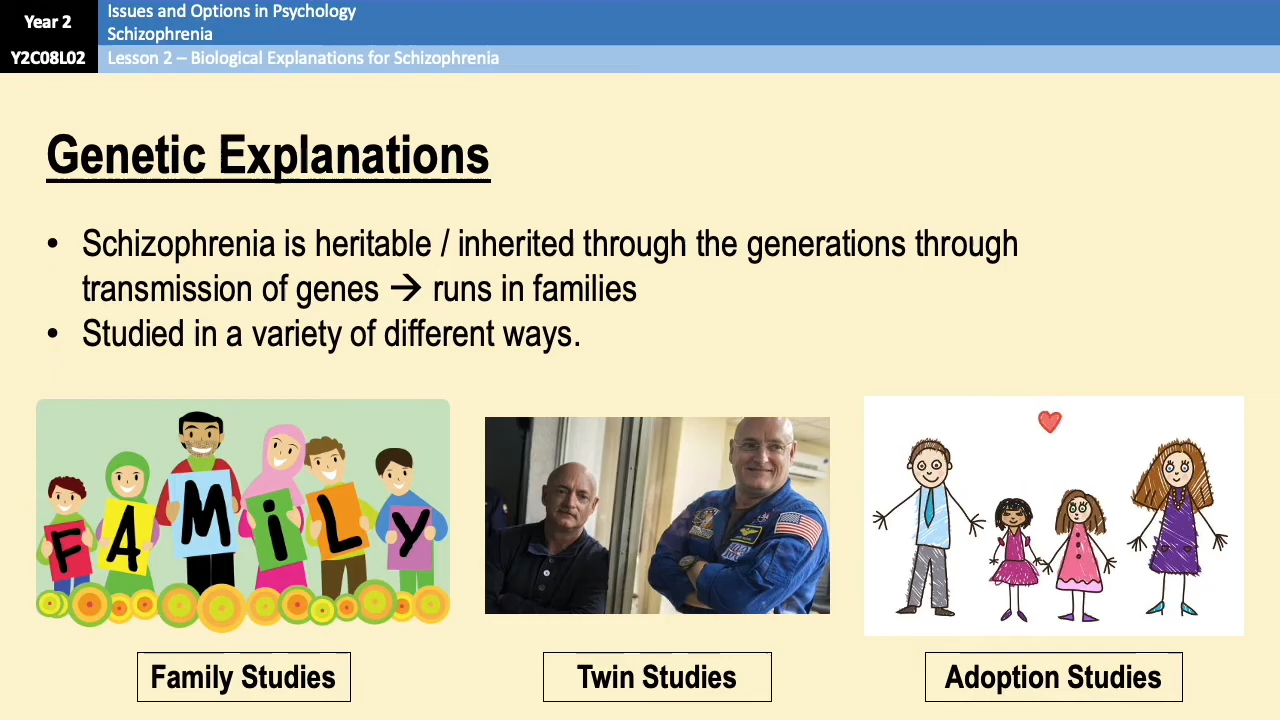 Year 2
Issues and Options in Psychology
Schizophrenia
Y2C08L02
Lesson 2 – Biological Explanations for Schizophrenia
Genetic Explanations
• Schizophrenia is heritable / inherited through the generations through
transmission of genes → runs in families
• Studied in a variety of different ways.
FAMiLY
Family Studies
Twin Studies
Adoption Studies